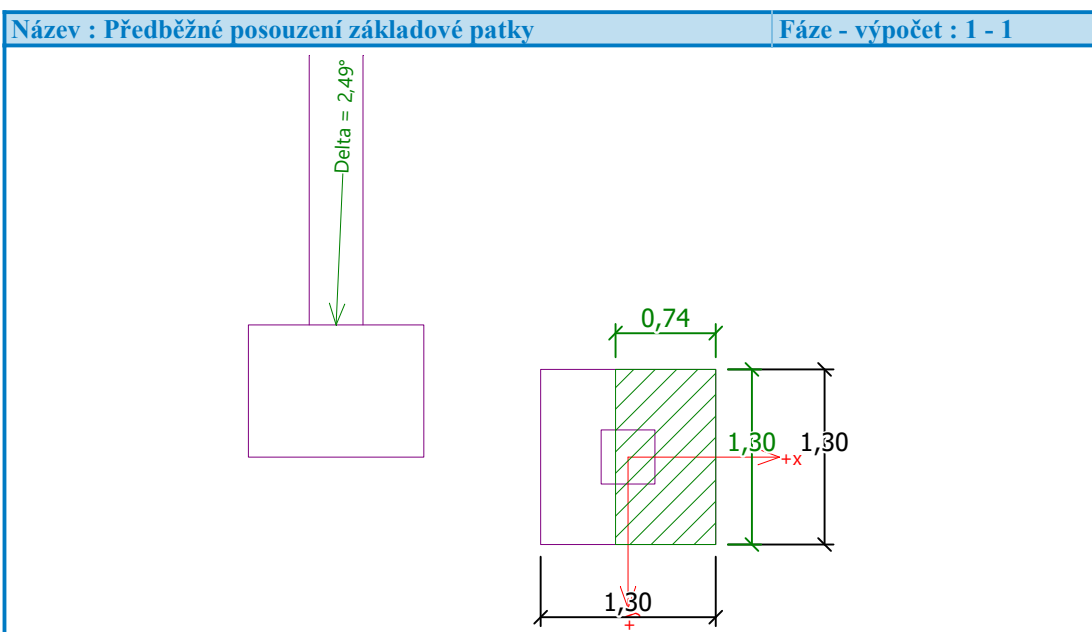 Název : Předběžné posouzení základové patky
Fáze - výpočet : 1 - 1
Delta = 2,49°
0,74
1,30
1,30
+x
1,30
+